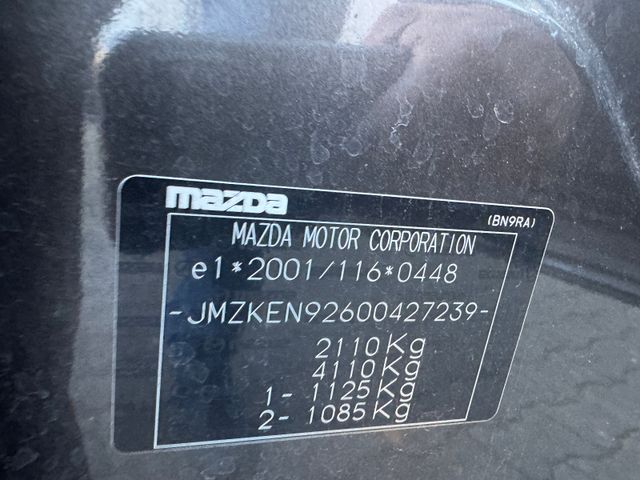 mazda
(BN9RA)
MAZDA MOTOR CORPORATION
e1*2001/116*0448
-JMZKEN92600427239-
2110Kg
4110Kg
1- 1125Kg
2- 1085Kg